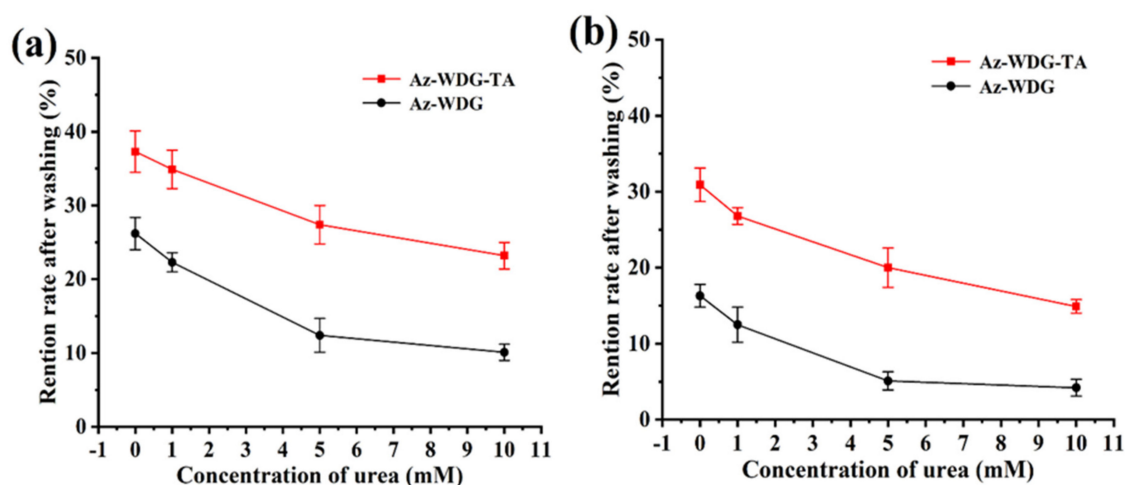 (a)
50
40
30
20
10
0
Rention rate after washing (%)
Az-WDG-TA
Az-WDG
-1 0 1 2 3 4 5 6 7 8 9 10 11
Concentration of urea (mM)
(b)
50
40
30
20
10
0
Rention rate after washing (%)
Az-WDG-TA
Az-WDG
-1 0 1 2 3 4 5 6 7 8 9 10 11
Concentration of urea (mM)